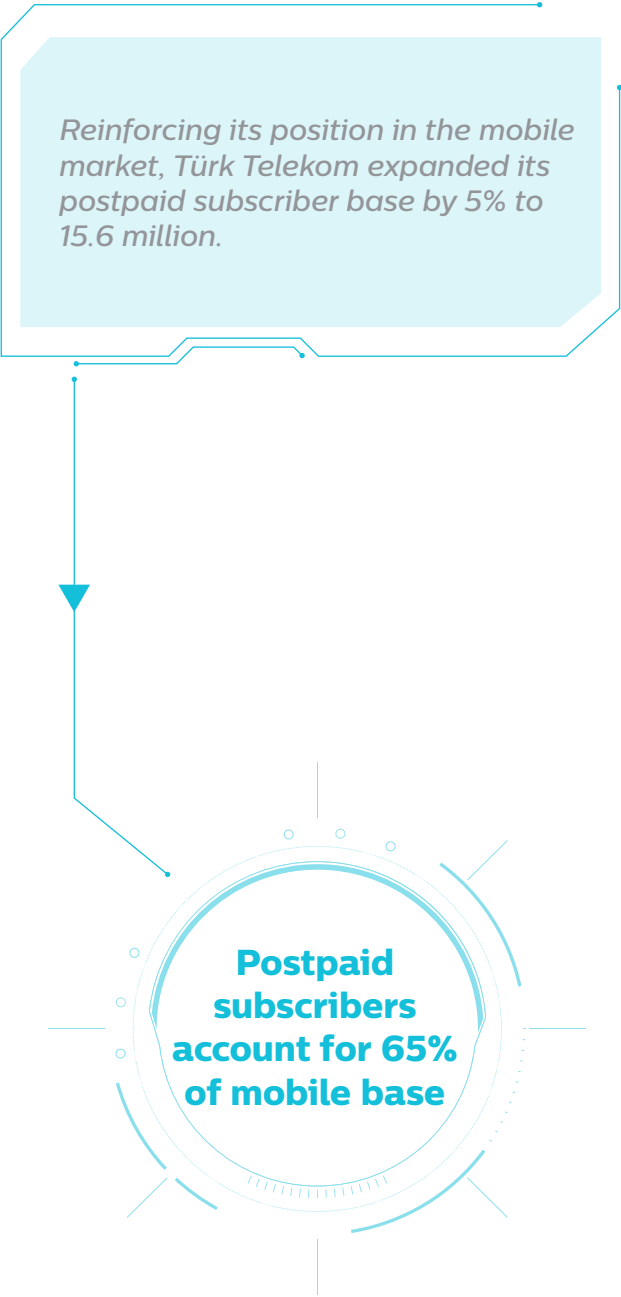 Reinforcing its position in the mobile
market, Türk Telekom expanded its
postpaid subscriber base by 5% to
15.6 million.
Postpaid
subscribers
account for 65%
of mobile base